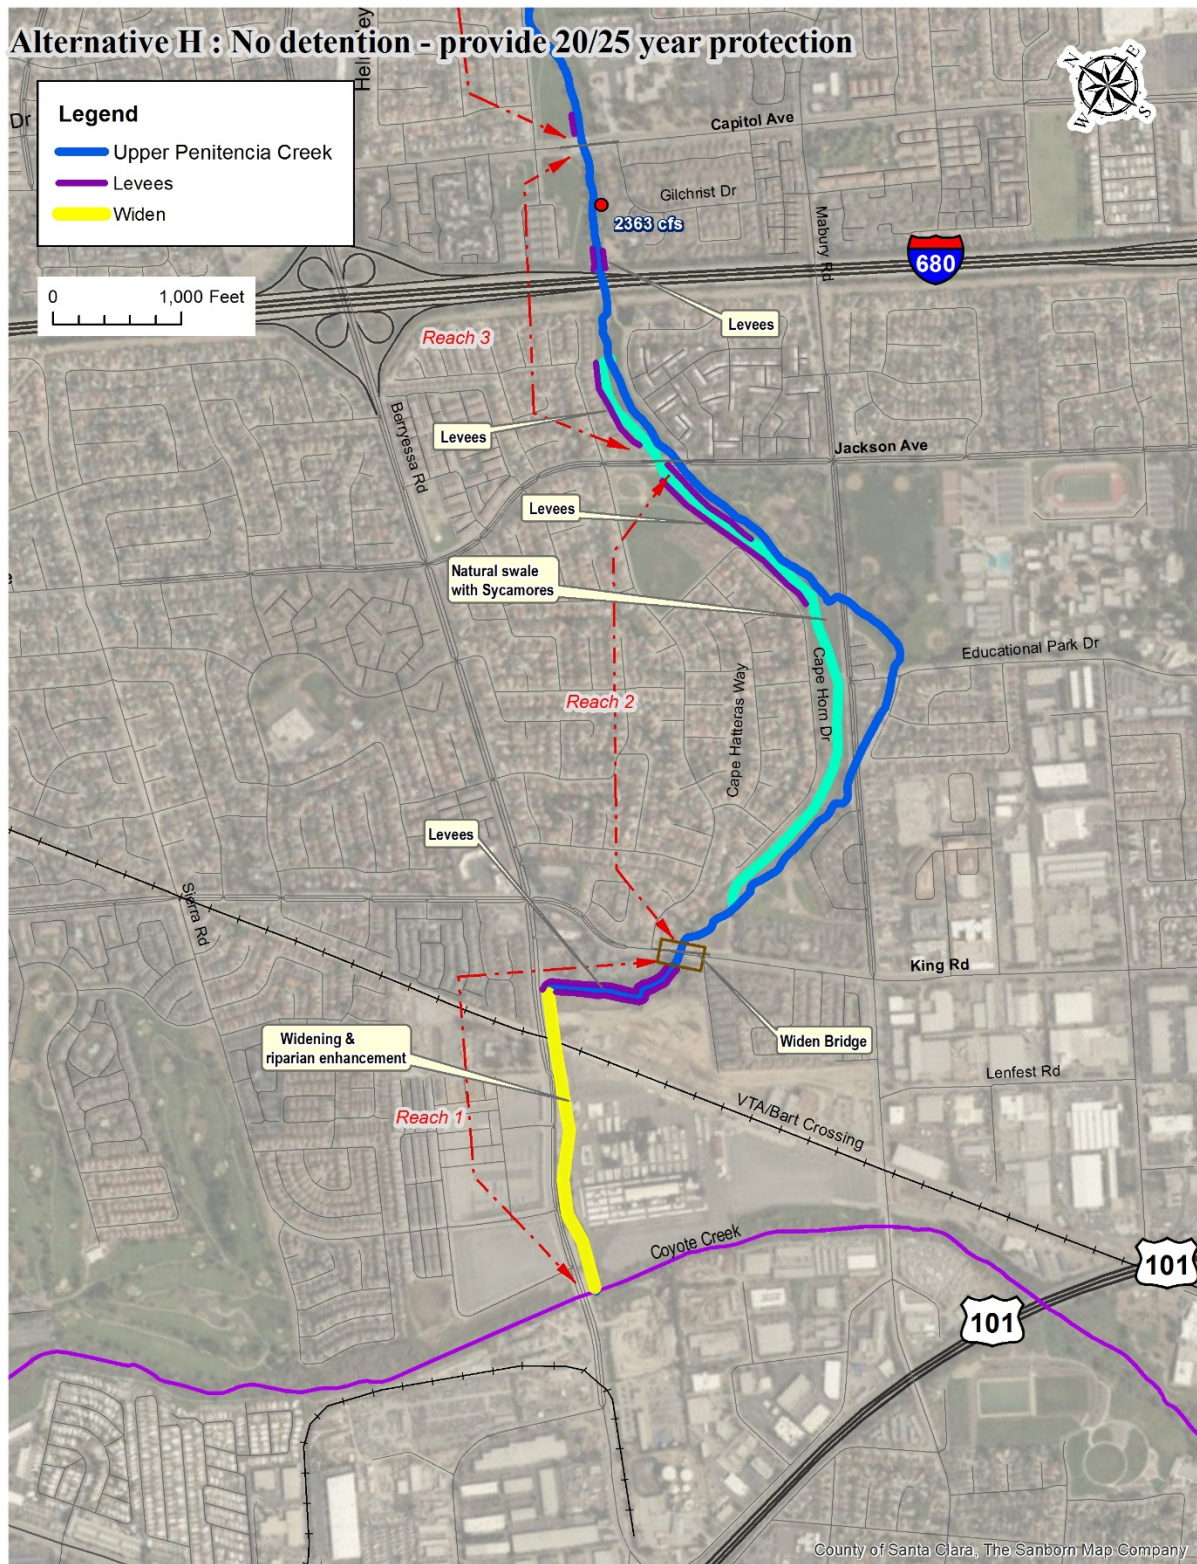 Alternative H : No detention - provide 20/25 year protection
Legend
Upper Penitencia Creek
Levees
Widen
0 1,000 Feet
Dr
N
E
S
W
Capitol Ave
Gilchrist Dr
2363 cfs
Mabury Rd
680
Levees
Reach 3
Berryessa Rd
Levees
Jackson Ave
Levees
Natural swale
with Sycamores
Educational Park Dr
Cape Horn Dr
Cape Hatteras Way
Reach 2
Levees
Sierra Rd
King Rd
Widening &
riparian enhancement
Widen Bridge
Lenfest Rd
VTA/Bart Crossing
Reach 1
Coyote Creek
101
101
County of Santa Clara, The Sanborn Map Company